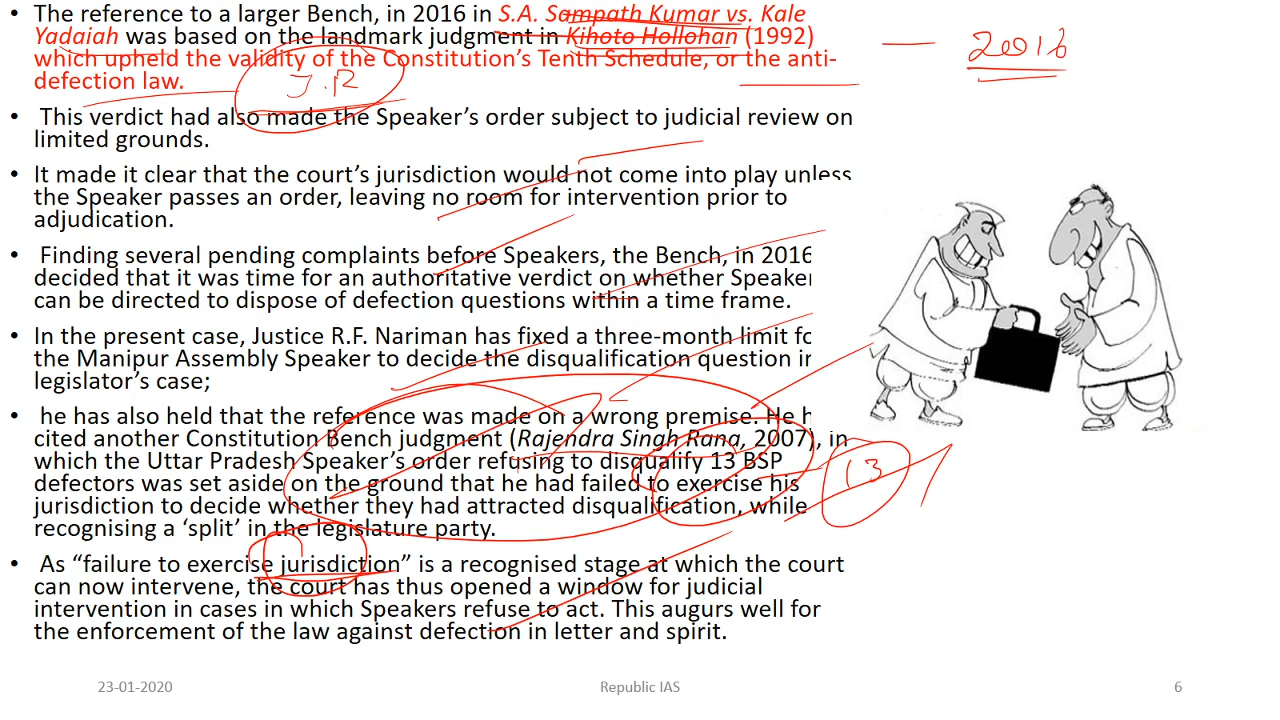 • The reference to a larger Bench, in 2016 in S.A. Sampath Kumar vs. Kale
Yadaiah was based on the landmark judgment in Kihoto Hollohan (1992)
which upheld the validity of the Constitution's Tenth Schedule, or the anti-
defection law.
2016
J.R
• This verdict had also made the Speaker's order subject to judicial review on
limited grounds.
• It made it clear that the court's jurisdiction would not come into play unless
the Speaker passes an order, leaving no room for intervention prior to
adjudication.
• Finding several pending complaints before Speakers, the Bench, in 2016
decided that it was time for an authoritative verdict on whether Speaker
can be directed to dispose of defection questions within a time frame.
• In the present case, Justice R.F. Nariman has fixed a three-month limit fo
the Manipur Assembly Speaker to decide the disqualification question in
legislator's case;
• he has also held that the reference was made on a wrong premise. He h
cited another Constitution Bench judgment (Rajendra Singh Rana, 2007), in
which the Uttar Pradesh Speaker's order refusing to disqualify 13 BSP
defectors was set aside on the ground that he had failed to exercise his
jurisdiction to decide whether they had attracted disqualification, while
recognising a 'split' in the legislature party.
13
• As "failure to exercise jurisdiction" is a recognised stage at which the court
can now intervene, the court has thus opened a window for judicial
intervention in cases in which Speakers refuse to act. This augurs well for
the enforcement of the law against defection in letter and spirit.
23-01-2020
Republic IAS
6